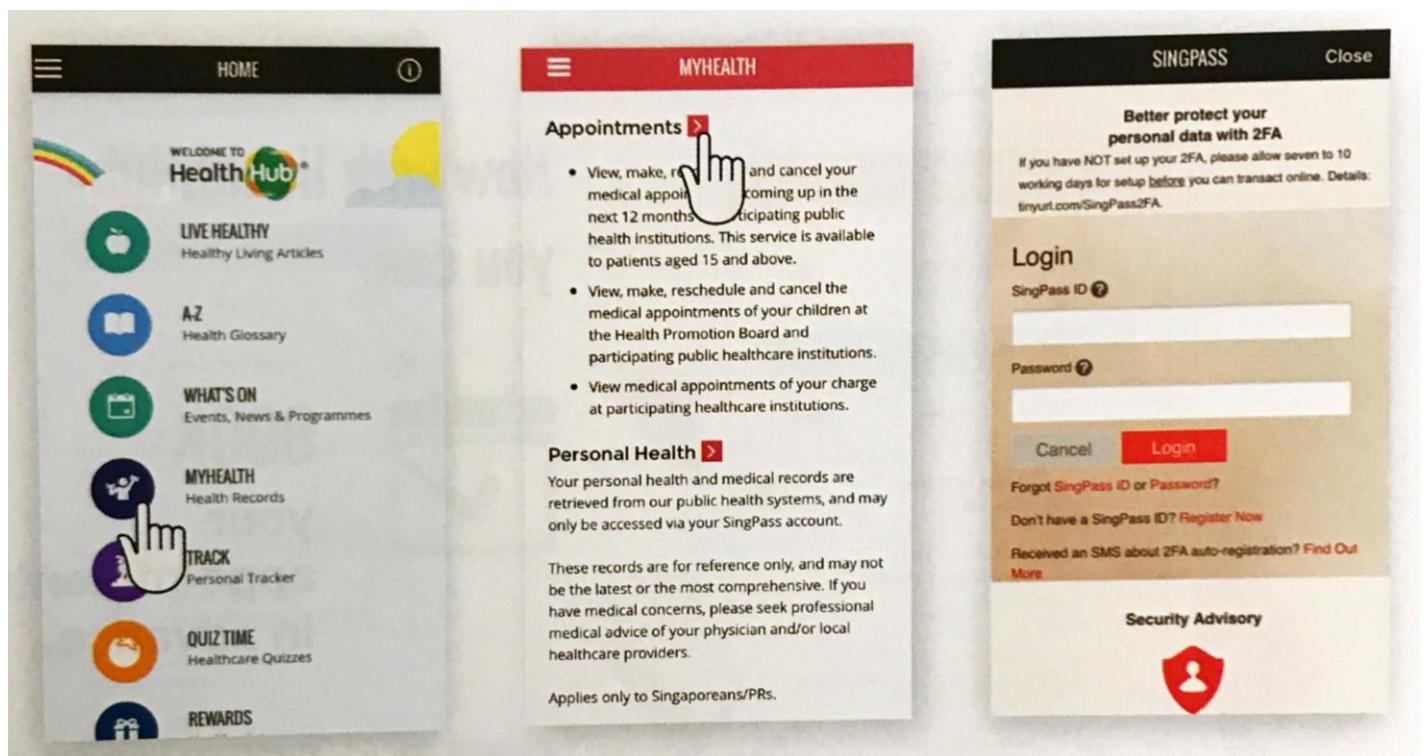 HOME
WELCOME TO
HealthHub
LIVE HEALTHY
Healthy Living Articles
A-Z
Health Glossary
WHAT'S ON
Events, News & Programmes
MYHEALTH
Health Records
TRACK
Personal Tracker
QUIZ TIME
Healthcare Quizzes
REWARDS
MYHEALTH
Appointments
• View, make, and cancel your
medical coming up in the
next 12 months public
health institutions. This service is available
to patients aged 15 and above.
• View, make, reschedule and cancel the
medical appointments of your children at
the Health Promotion Board and
participating public healthcare institutions.
• View medical appointments of your charge
at participating healthcare institutions.
Personal Health
Your personal health and medical records are
retrieved from our public health systems, and may
only be accessed via your SingPass account.
These records are for reference only, and may not
be the latest or the most comprehensive. If you
have medical concerns, please seek professional
medical advice of your physician and/or local
healthcare providers.
Applies only to Singaporeans/PRs.
SINGPASS Close
Better protect your
personal data with 2FA
If you have NOT set up your 2FA, please allow seven to 10
working days for setup before you can transact online. Details:
tinyurl.com/SingPass2FA.
Login
SingPass ID
Password
Cancel Login
Forgot SingPass ID or Password?
Don't have a SingPass ID? Register Now
Received an SMS about 2FA auto-registration? Find Out
More
Security Advisory